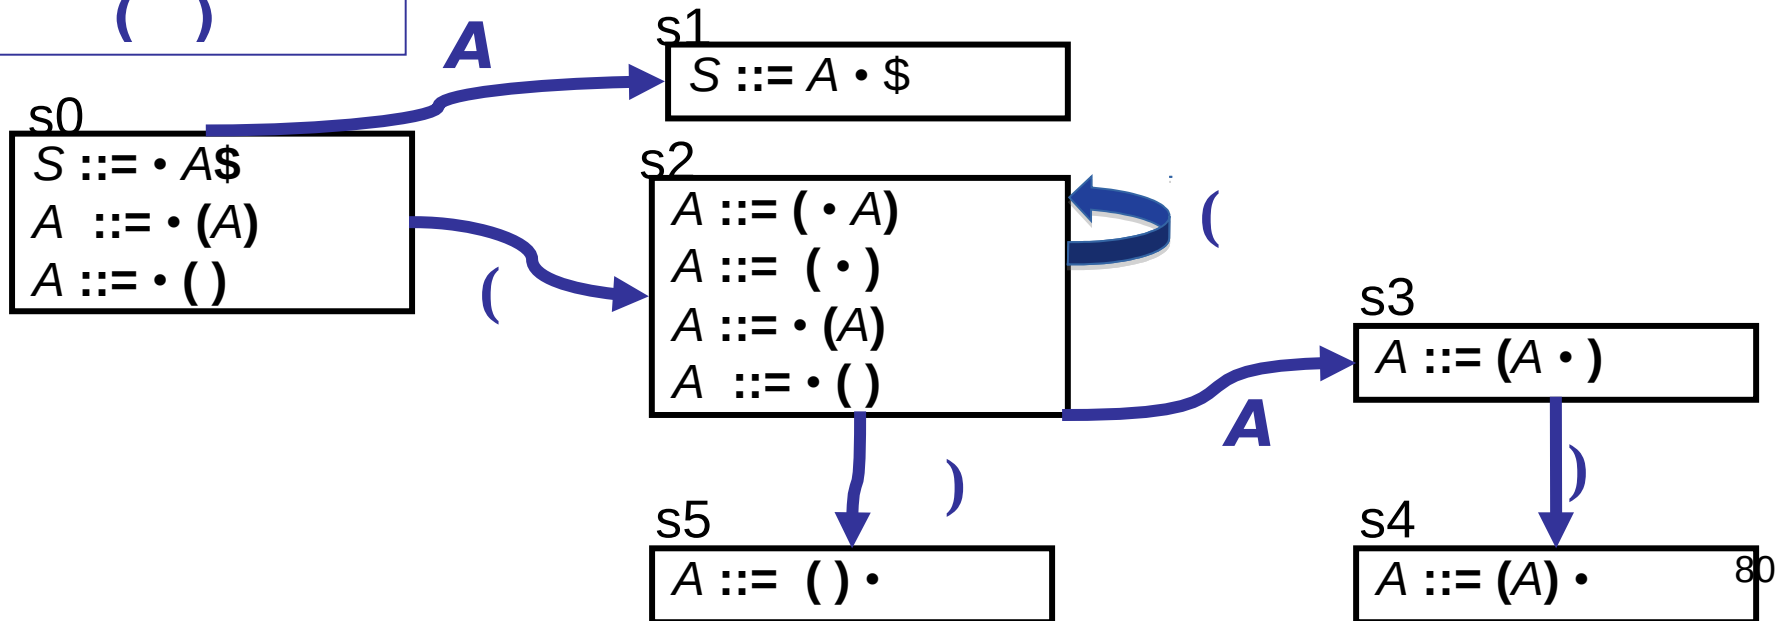 ( )
A
s1
S ::= A • $
s0
S ::= • A$
A ::= • (A)
A ::= • ( )
(
s2
A ::= ( • A)
A ::= ( • )
A ::= • (A)
A ::= • ( )
(
A
s3
A ::= (A • )
)
)
s5
A ::= ( ) •
s4
A ::= (A) •
80